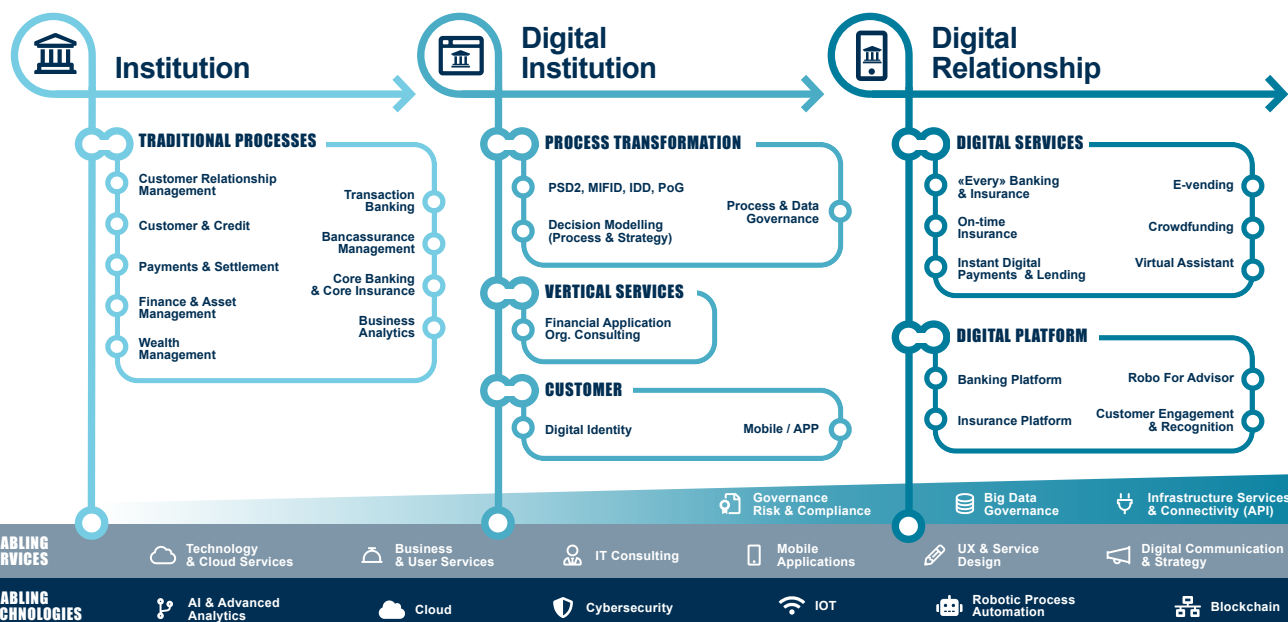 Institution
Digital
Institution
Digital
Relationship
TRADITIONAL PROCESSES
Customer Relationship
Management
Customer & Credit
Payments & Settlement
Finance & Asset
Management
Wealth
Management
Transaction
Banking
Bancassurance
Management
Core Banking
& Core Insurance
Business
Analytics
PROCESS TRANSFORMATION
PSD2, MIFID, IDD, PoG
Decision Modelling
(Process & Strategy)
Process & Data
Governance
VERTICAL SERVICES
Financial Application
Org. Consulting
CUSTOMER
Digital Identity
Mobile / APP
DIGITAL SERVICES
«Every» Banking
& Insurance
On-time
Insurance
Instant Digital
Payments & Lending
E-vending
Crowdfunding
Virtual Assistant
DIGITAL PLATFORM
Banking Platform
Insurance Platform
Robo For Advisor
Customer Engagement
& Recognition
Governance
Risk & Compliance
Big Data
Governance
Infrastructure Services
& Connectivity (API)
ABLING
RVICES
Technology
& Cloud Services
Business
& User Services
IT Consulting
Mobile
Applications
UX & Service
Design
Digital Communication
& Strategy
ABLING
CHNOLOGIES
AI & Advanced
Analytics
Cloud
Cybersecurity
IOT
Robotic Process
Automation
Blockchain